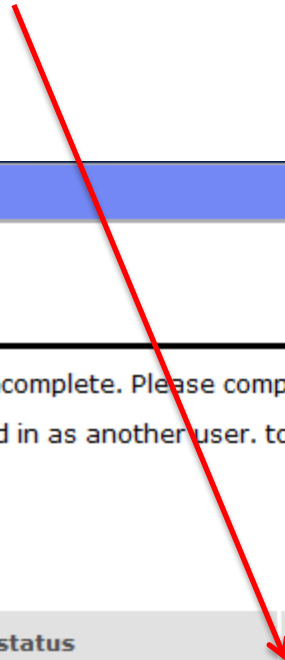 complete. Please comp
d in as another user. to
status